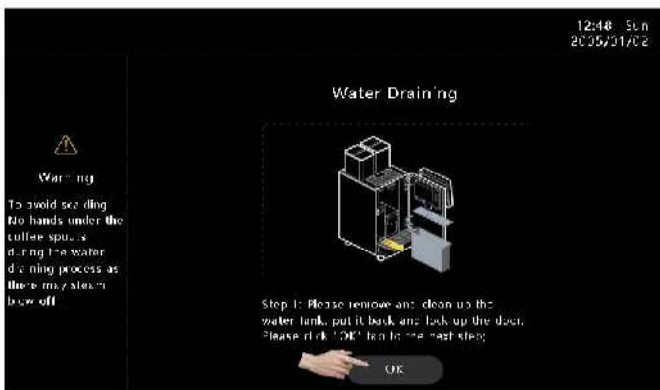 12:48 Sun
2005/01/02
Water Draining
Warning
To avoid scalding
No hands under the
coffee spouts
during the water
draining process as
there may steam
blow off
Step 1: Please remove and clean up the
water tank, put it back and lock up the door.
Please click "OK" tap to the next step;
OK